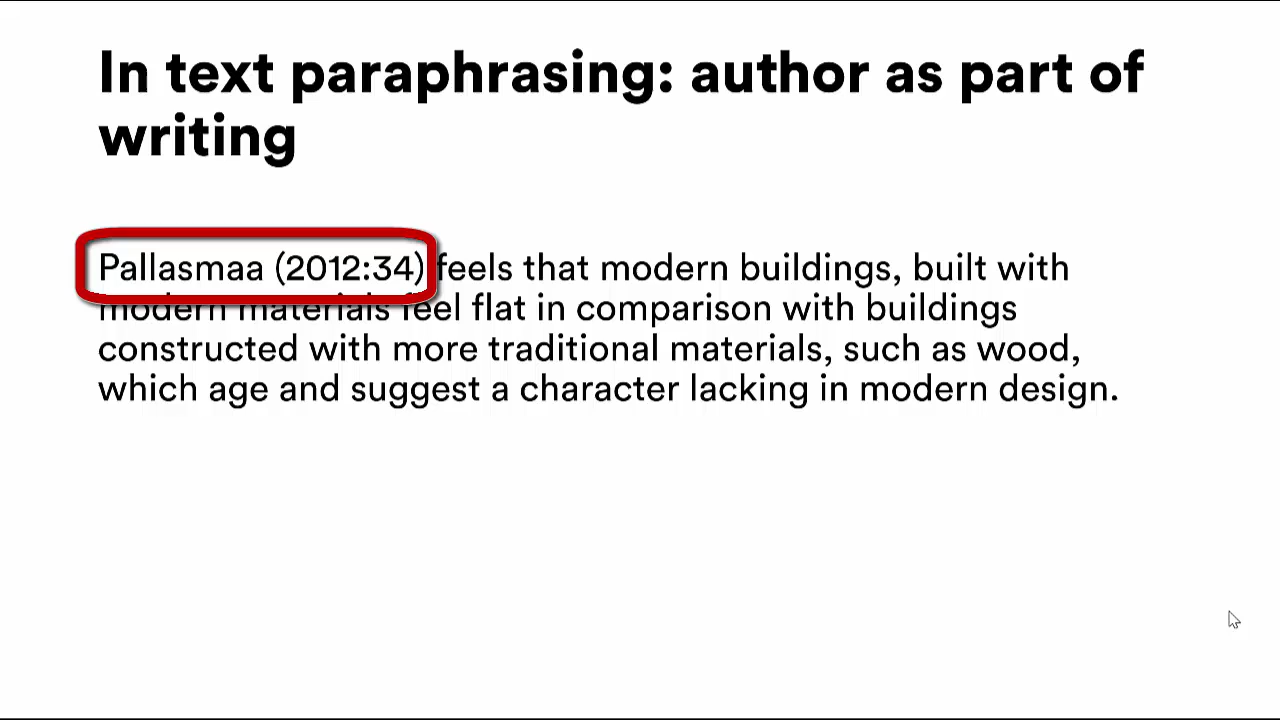 In text paraphrasing: author as part of
writing
Pallasmaa (2012:34) feels that modern buildings, built with
modern materials feel flat in comparison with buildings
constructed with more traditional materials, such as wood,
which age and suggest a character lacking in modern design.